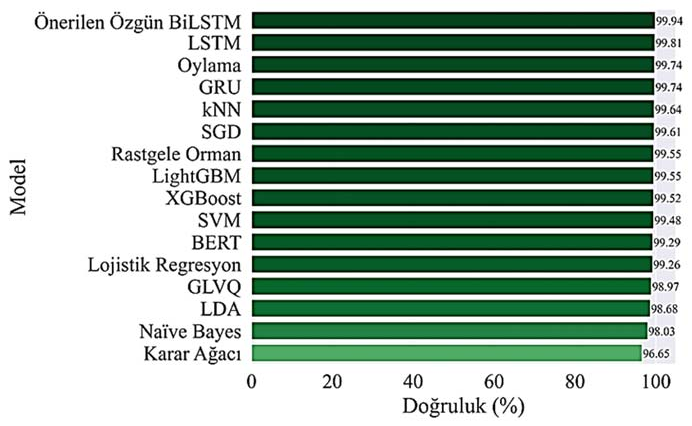 Önerilen Özgün BiLSTM 99.94
LSTM 99.81
Oylama 99.74
GRU 99.74
kNN 99.64
SGD 99.61
Rastgele Orman 99.55
LightGBM 99.55
XGBoost 99.52
SVM 99.48
BERT 99.29
Lojistik Regresyon 99.26
GLVQ 98.97
LDA 98.68
Naïve Bayes 98.03
Karar Ağacı 96.65
Model
0 20 40 60 80 100
Doğruluk (%)